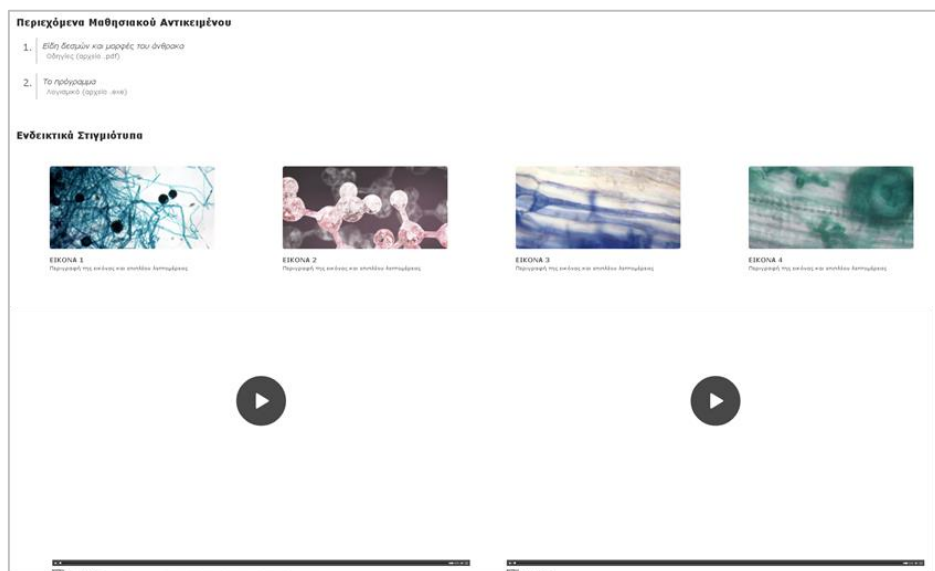 Περιεχόμενα Μαθησιακού Αντικειμένου
1. Είδη δεσμών και μορφές του άνθρακα
Οδηγίες (αρχείο .pdf)
2. Το πρόγραμμα
Λογισμικό (αρχείο .exe)
Ενδεικτικά Στιγμιότυπα
ΕΙΚΟΝΑ 1
Περιγραφή της εικόνας και επιπλέον λεπτομέρειες
ΕΙΚΟΝΑ 2
Περιγραφή της εικόνας και επιπλέον λεπτομέρειες
ΕΙΚΟΝΑ 3
Περιγραφή της εικόνας και επιπλέον λεπτομέρειες
ΕΙΚΟΝΑ 4
Περιγραφή της εικόνας και επιπλέον λεπτομέρειες